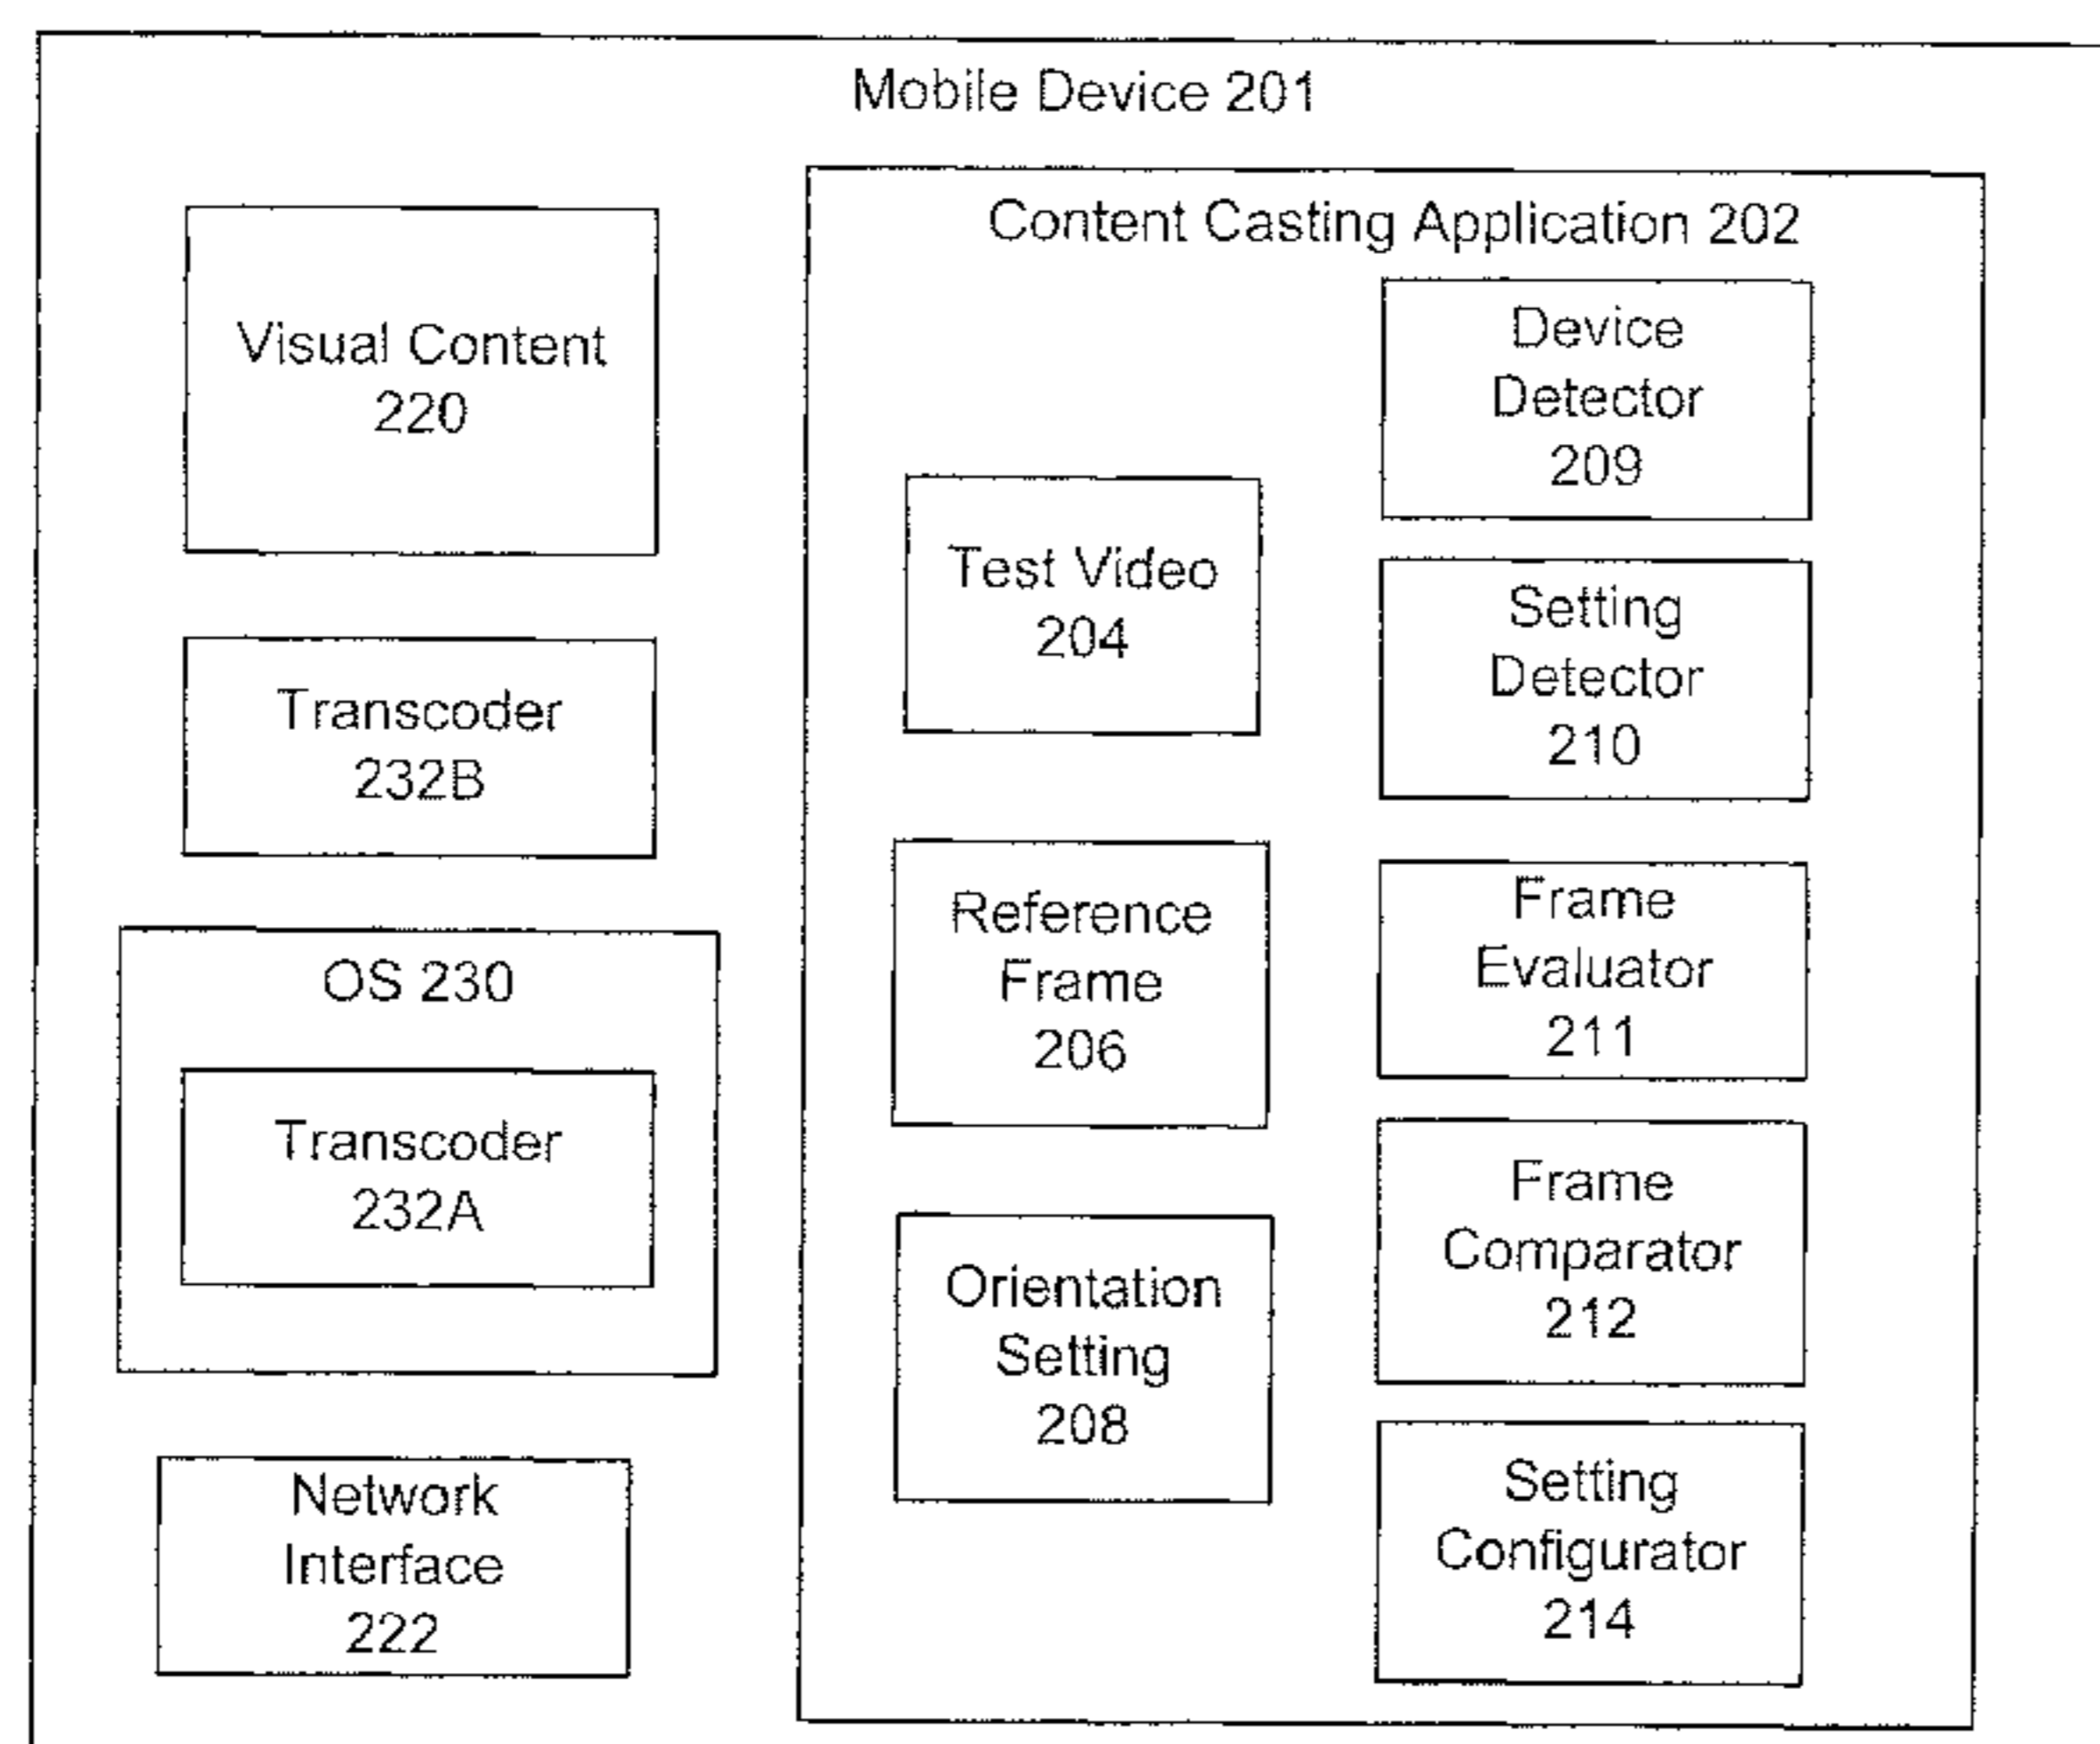 Mobile Device 201
Visual Content
220
Transcoder
232B
OS 230
Transcoder
232A
Network
Interface
222
Content Casting Application 202
Test Video
204
Reference
Frame
206
Orientation
Setting
208
Device
Detector
209
Setting
Detector
210
Frame
Evaluator
211
Frame
Comparator
212
Setting
Configurator
214